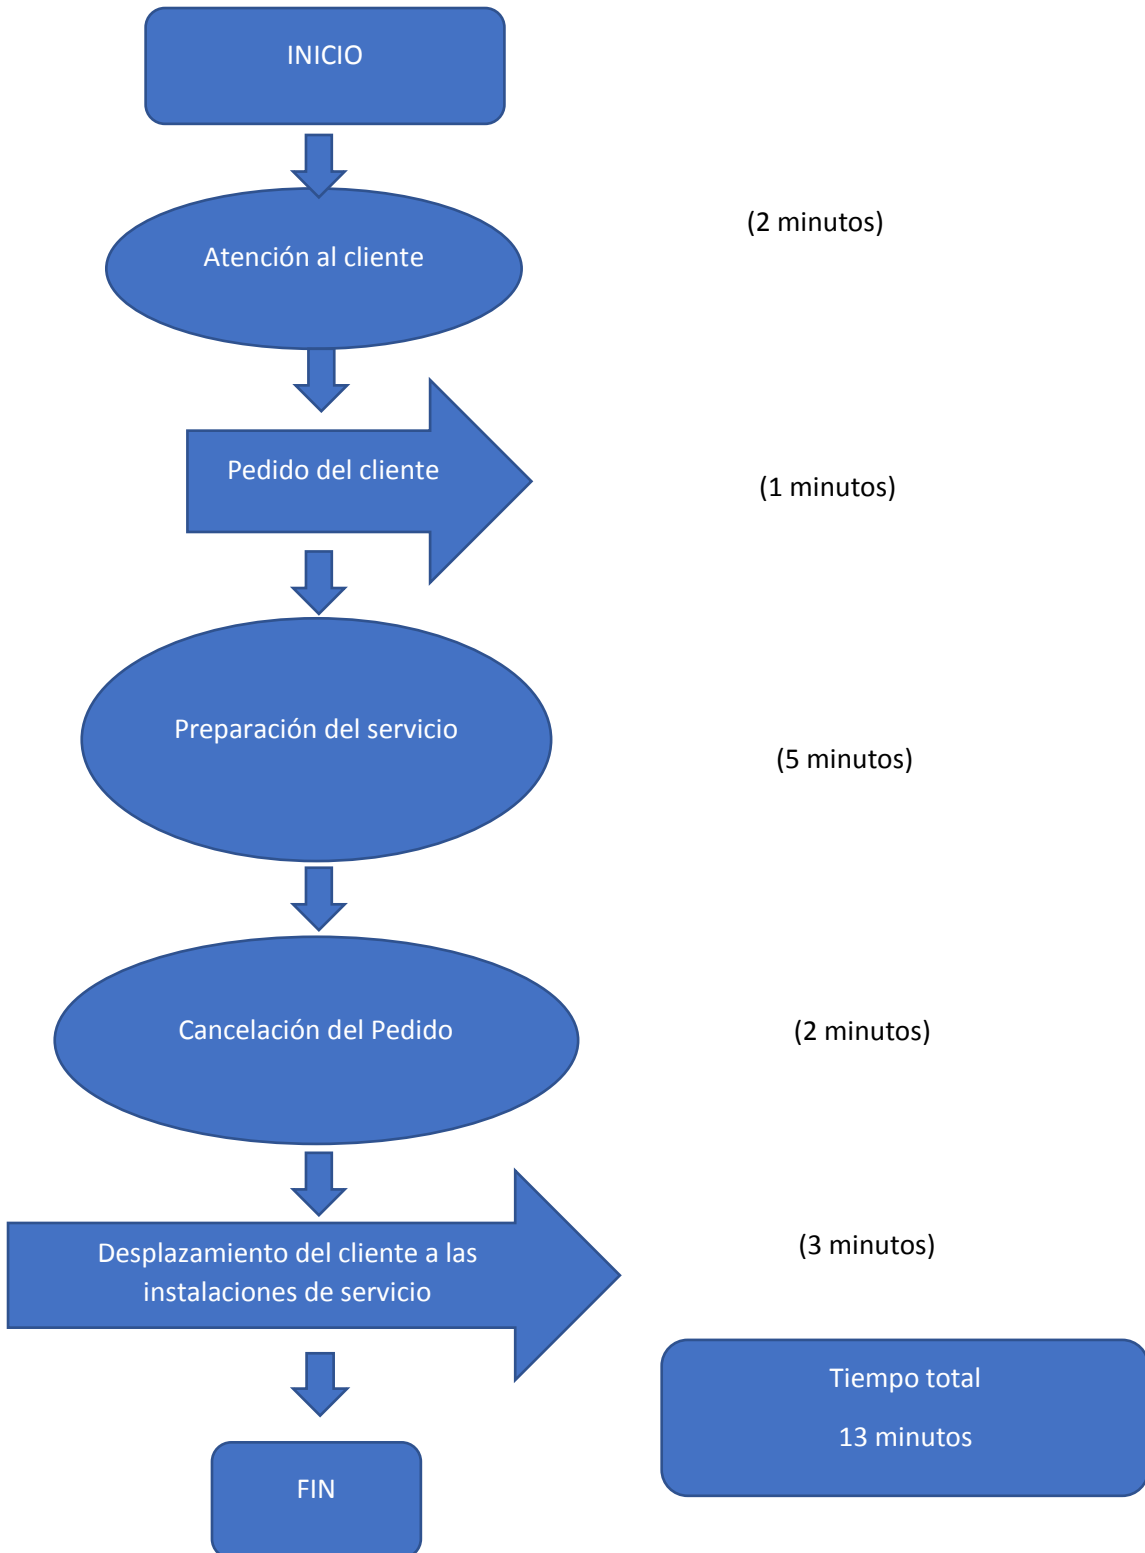 INICIO
Atención al cliente
(2 minutos)
Pedido del cliente
(1 minutos)
Preparación del servicio
(5 minutos)
Cancelación del Pedido
(2 minutos)
Desplazamiento del cliente a las
instalaciones de servicio
(3 minutos)
Tiempo total
13 minutos
FIN